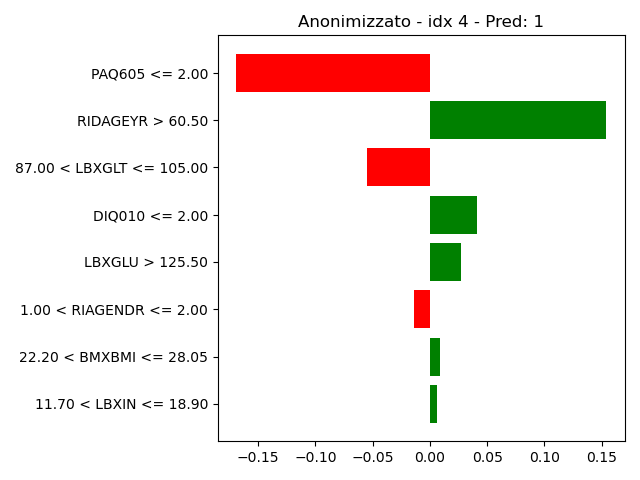 Anonimizzato - idx 4 - Pred: 1
PAQ605 <= 2.00
RIDAGEYR > 60.50
87.00 < LBXGLT <= 105.00
DIQ010 <= 2.00
LBXGLU > 125.50
1.00 < RIAGENDR <= 2.00
22.20 < BMXBMI <= 28.05
11.70 < LBXIN <= 18.90
−0.15 −0.10 −0.05 0.00 0.05 0.10 0.15